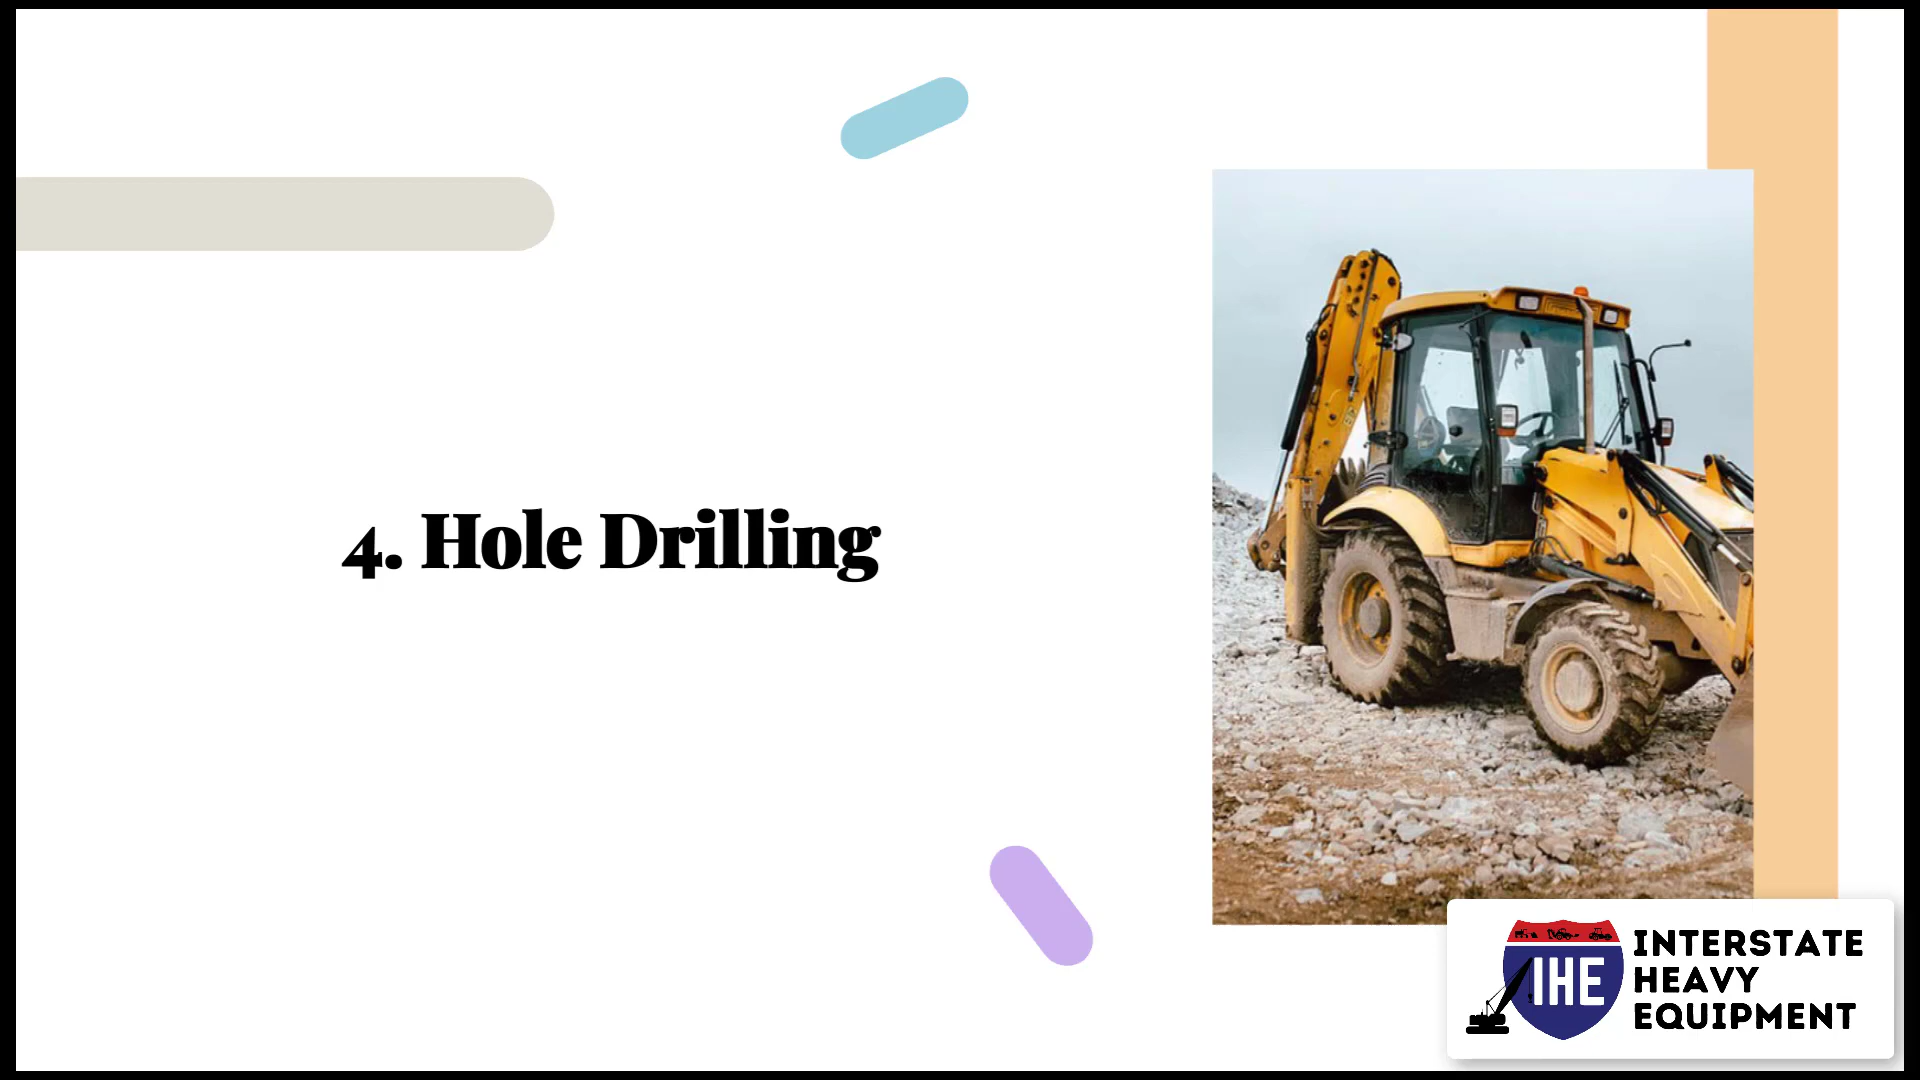 4. Hole Drilling
IHE
INTERSTATE
HEAVY
EQUIPMENT